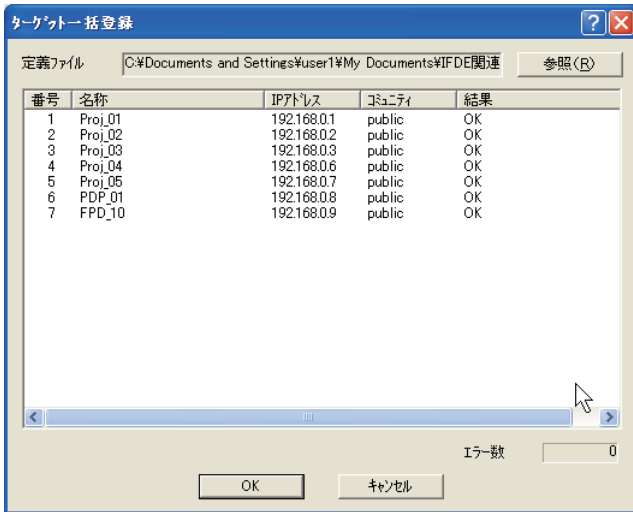 ﾀｰｹﾞｯﾄ一括登録
定義ﾌｧｲﾙ C:¥Documents and Settings¥user1¥My Documents¥IFDE関連 参照(R)
番号 名称 IPｱﾄﾞﾚｽ ｺﾐｭﾆﾃｨ 結果
1 Proj_01 192.168.0.1 public OK
2 Proj_02 192.168.0.2 public OK
3 Proj_03 192.168.0.3 public OK
4 Proj_04 192.168.0.6 public OK
5 Proj_05 192.168.0.7 public OK
6 PDP_01 192.168.0.8 public OK
7 FPD_10 192.168.0.9 public OK
ｴﾗｰ数 0
OK ｷｬﾝｾﾙ